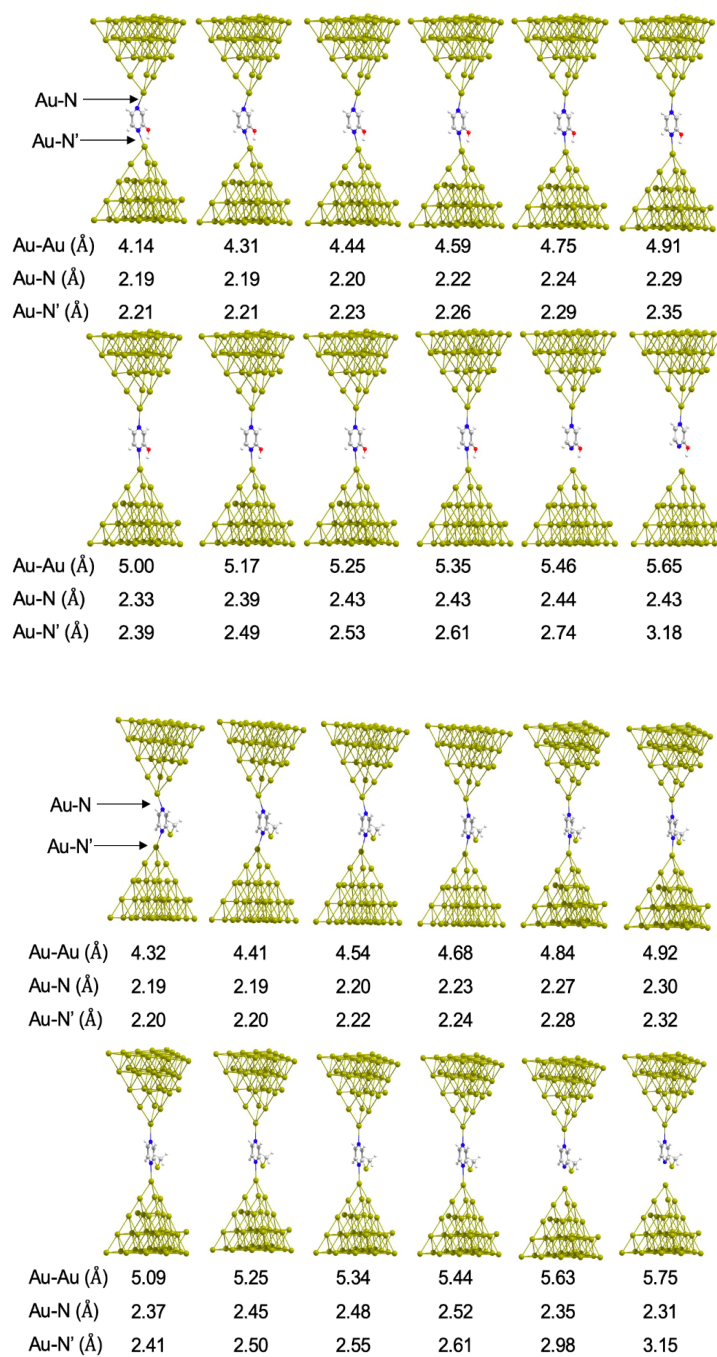 Au-N
Au-N’
Au-Au (Å) 4.14 4.31 4.44 4.59 4.75 4.91
Au-N (Å) 2.19 2.19 2.20 2.22 2.24 2.29
Au-N’ (Å) 2.21 2.21 2.23 2.26 2.29 2.35
Au-Au (Å) 5.00 5.17 5.25 5.35 5.46 5.65
Au-N (Å) 2.33 2.39 2.43 2.43 2.44 2.43
Au-N’ (Å) 2.39 2.49 2.53 2.61 2.74 3.18
Au-N
Au-N’
Au-Au (Å) 4.32 4.41 4.54 4.68 4.84 4.92
Au-N (Å) 2.19 2.19 2.20 2.23 2.27 2.30
Au-N’ (Å) 2.20 2.20 2.22 2.24 2.28 2.32
Au-Au (Å) 5.09 5.25 5.34 5.44 5.63 5.75
Au-N (Å) 2.37 2.45 2.48 2.52 2.35 2.31
Au-N’ (Å) 2.41 2.50 2.55 2.61 2.98 3.15